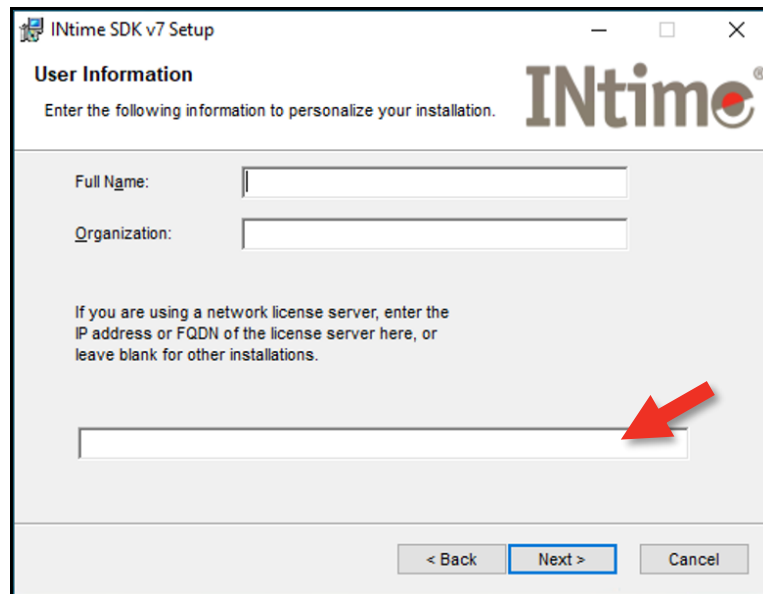 INtime SDK v7 Setup
User Information
Enter the following information to personalize your installation.
INtime®
Full Name:
Organization:
If you are using a network license server, enter the
IP address or FQDN of the license server here, or
leave blank for other installations.
< Back
Next >
Cancel